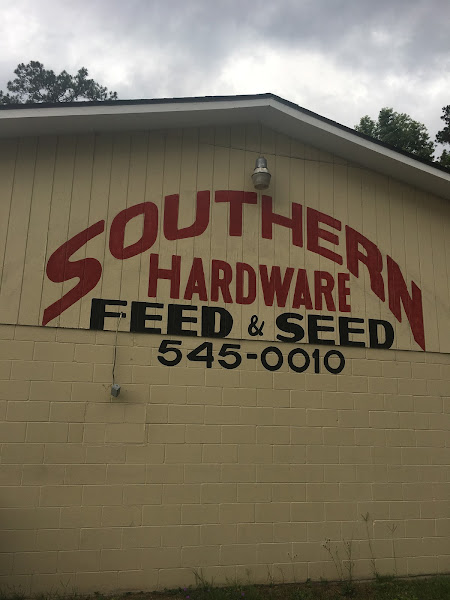 SOUTHERN
HARDWARE
FEED & SEED
545-0010